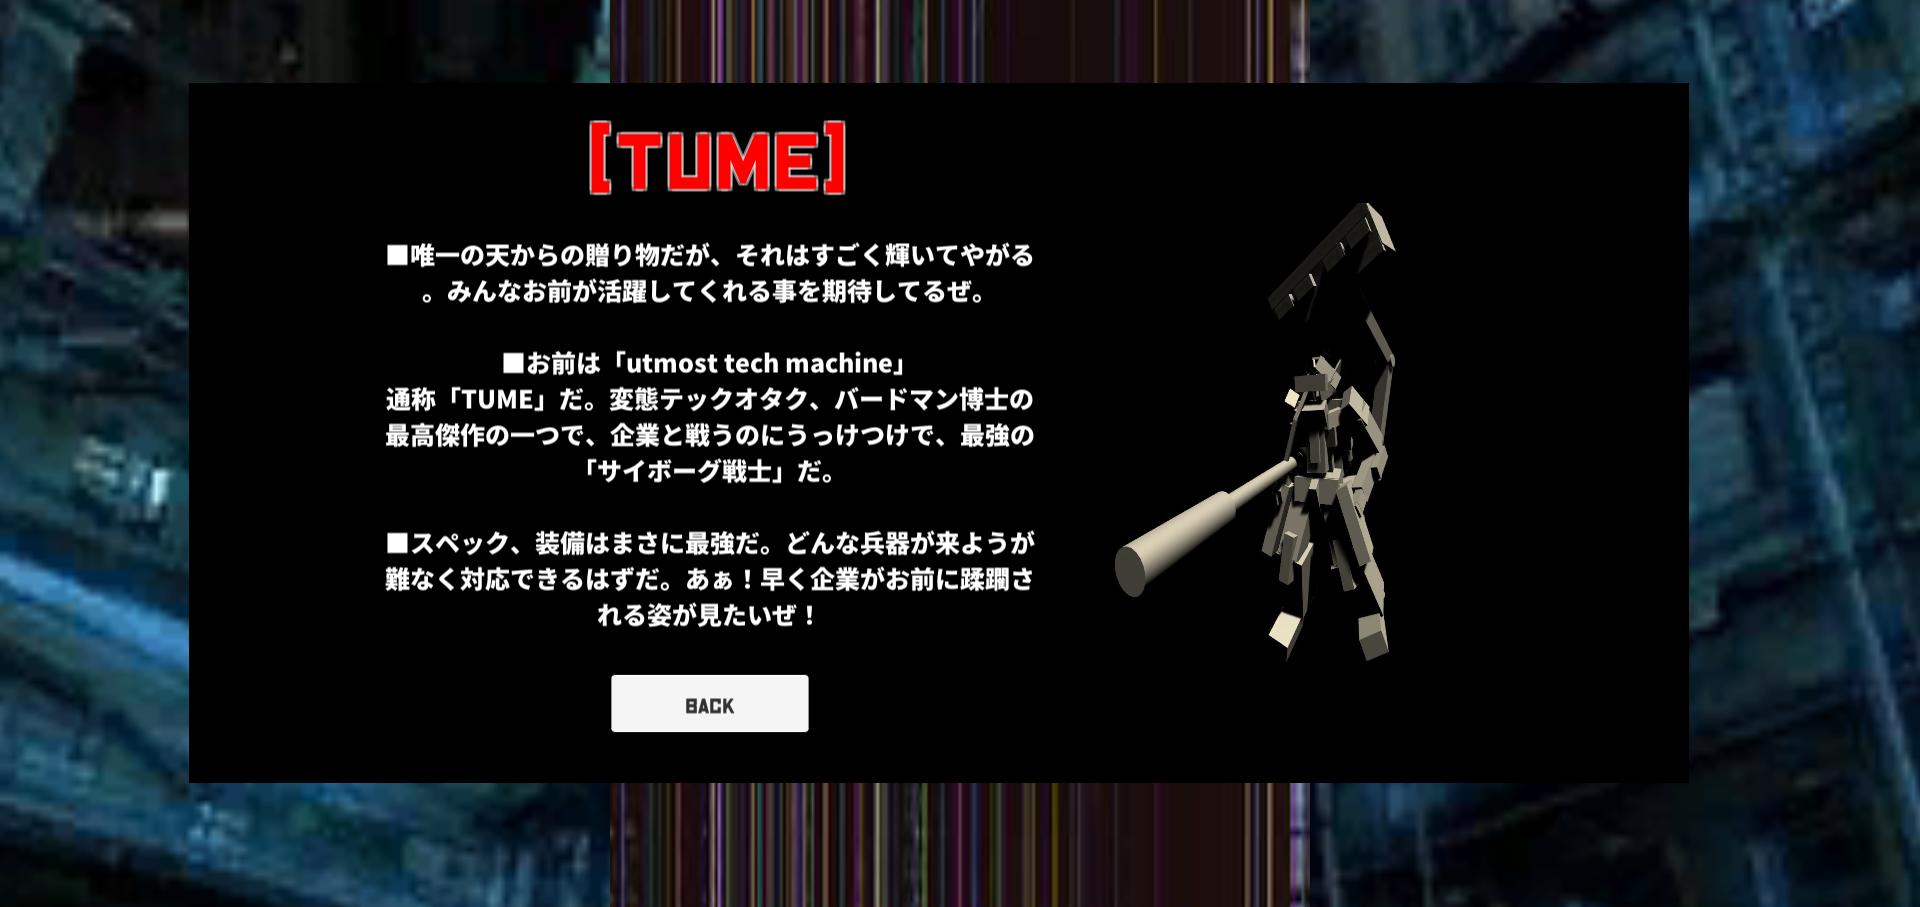 [TUME]
■唯一の天からの贈り物だが、それはすごく輝いてやがる
。みんなお前が活躍してくれる事を期待してるぜ。
■お前は「utmost tech machine」
通称「TUME」だ。変態テックオタク、バードマン博士の
最高傑作の一つで、企業と戦うのにうっけつけで、最強の
「サイボーグ戦士」だ。
■スペック、装備はまさに最強だ。どんな兵器が来ようが
難なく対応できるはずだ。あぁ！早く企業がお前に蹂躙さ
れる姿が見たいぜ！
BACK